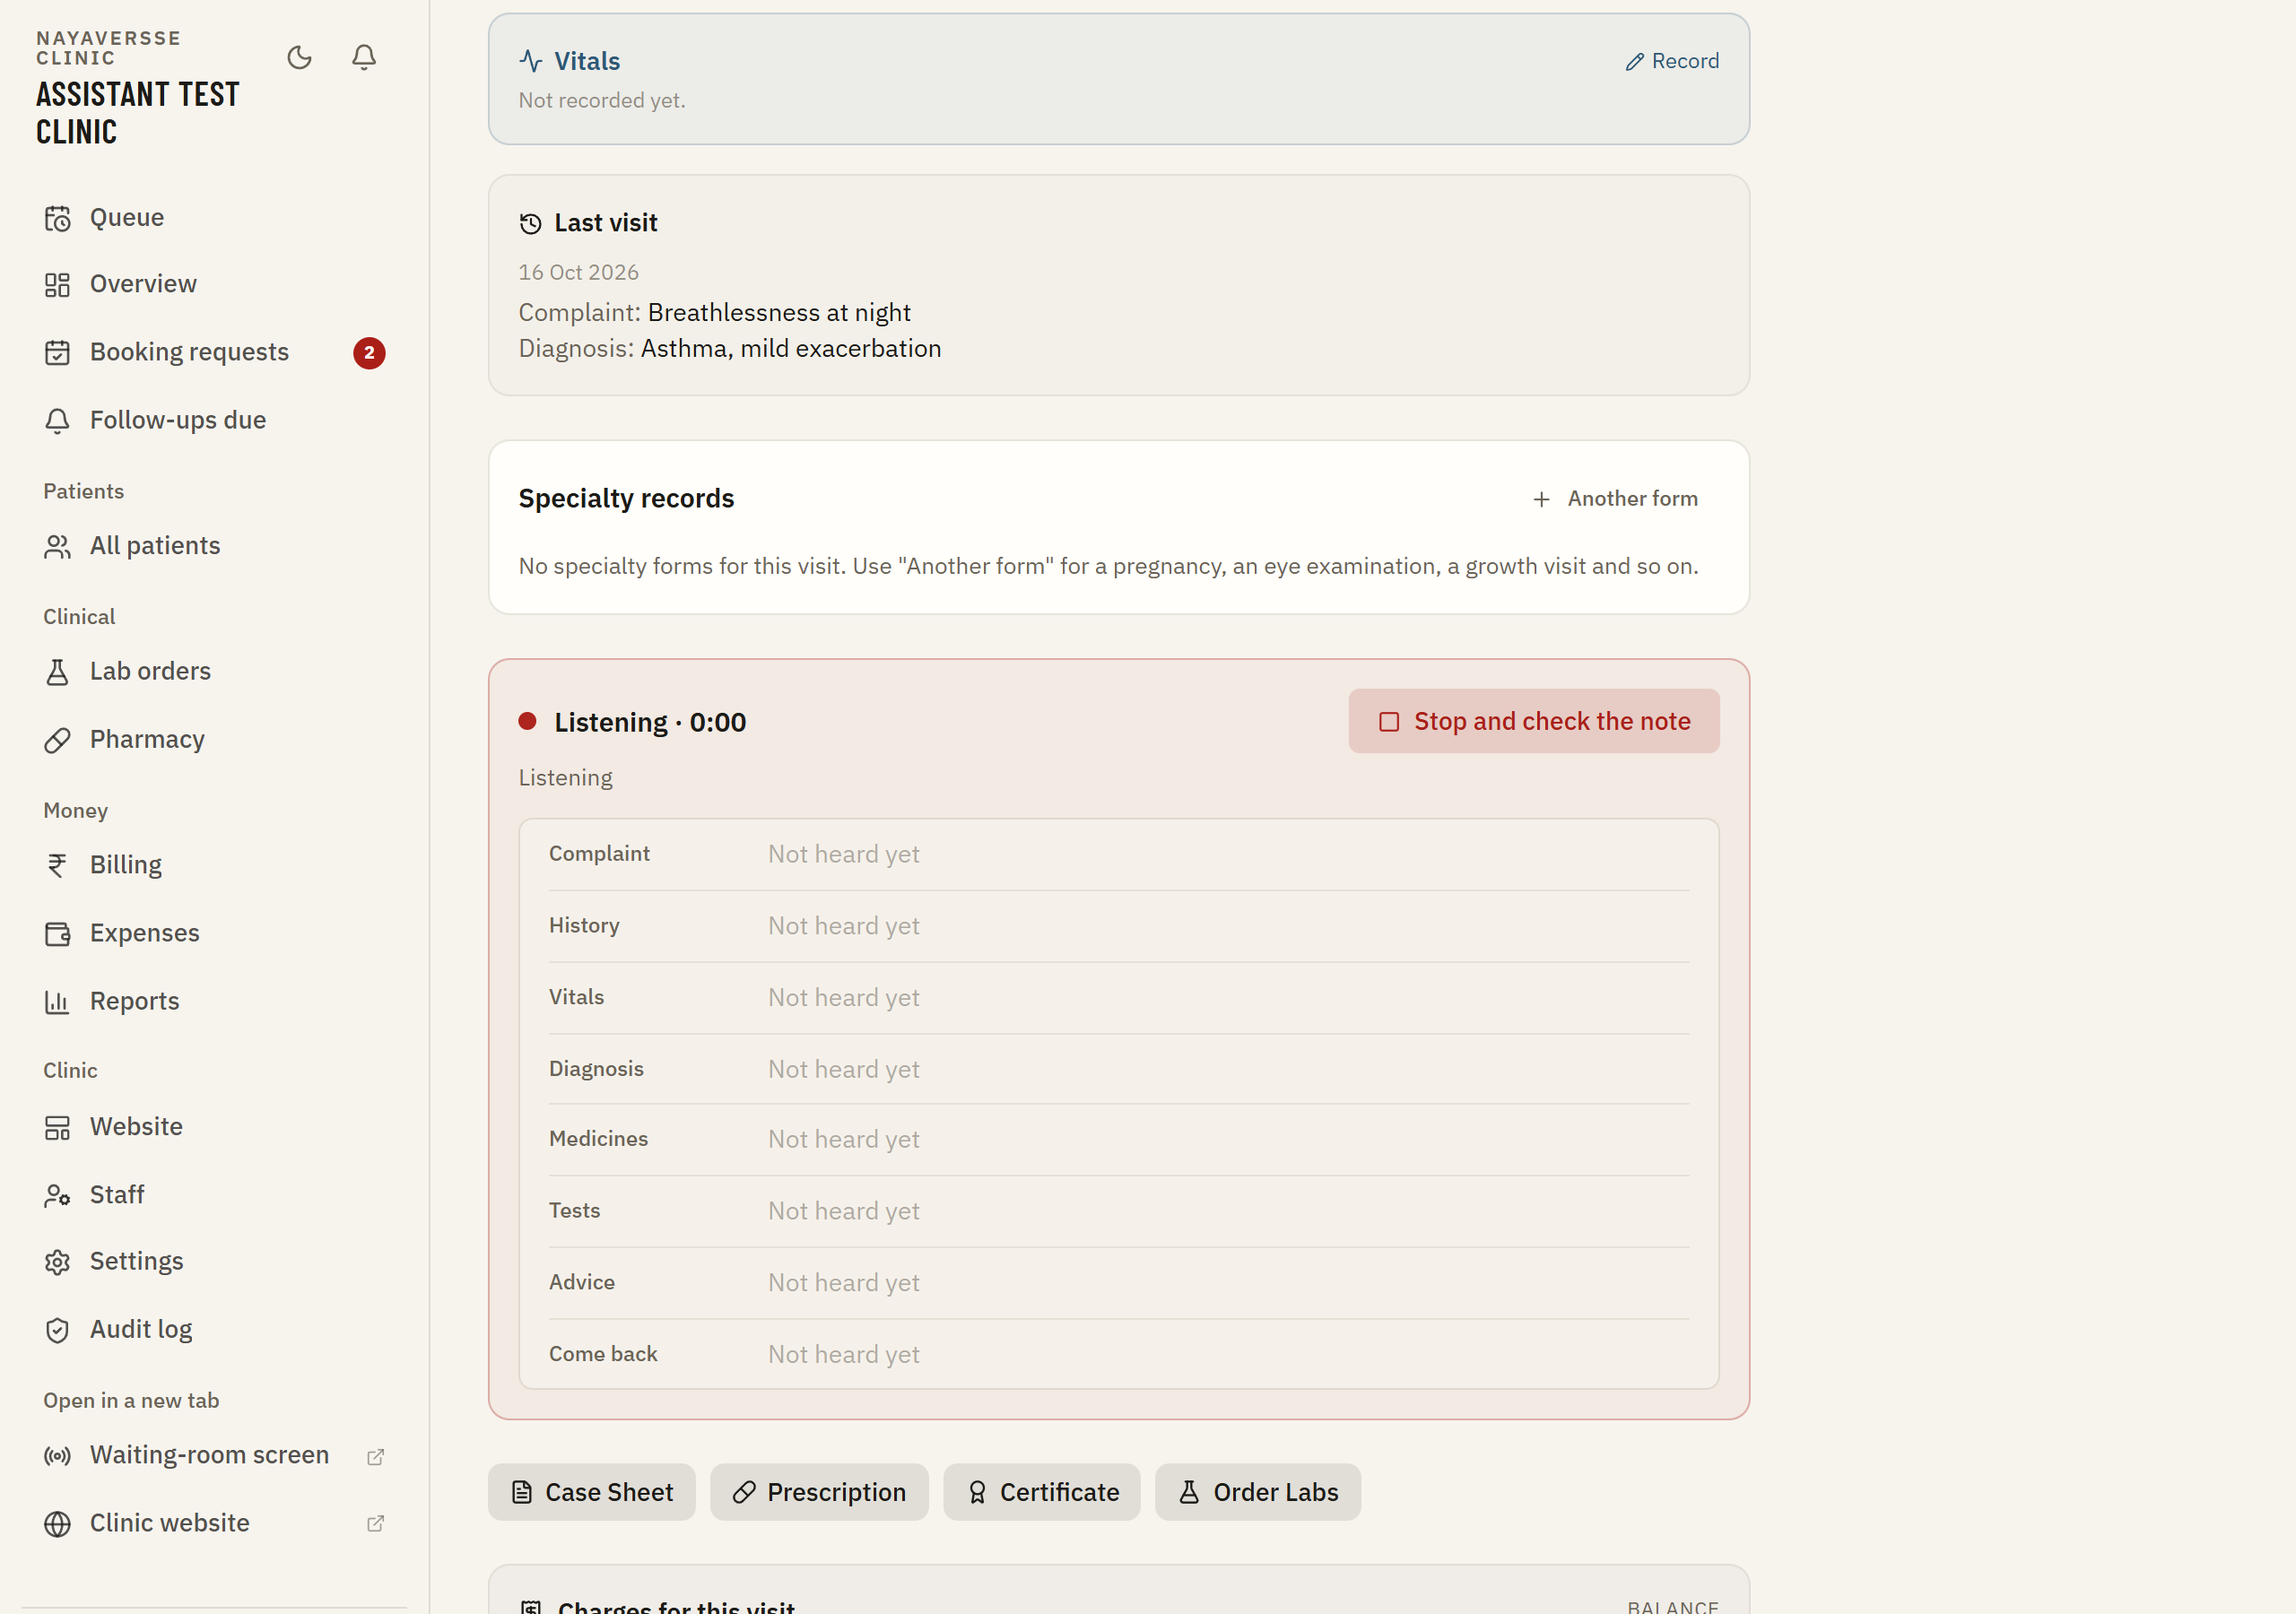 NAYAVERSSE
CLINIC
ASSISTANT TEST
CLINIC
Queue
Overview
Booking requests 2
Follow-ups due
Patients
All patients
Clinical
Lab orders
Pharmacy
Money
Billing
Expenses
Reports
Clinic
Website
Staff
Settings
Audit log
Open in a new tab
Waiting-room screen
Clinic website
Vitals
Record
Not recorded yet.
Last visit
16 Oct 2026
Complaint: Breathlessness at night
Diagnosis: Asthma, mild exacerbation
Specialty records
Another form
No specialty forms for this visit. Use "Another form" for a pregnancy, an eye examination, a growth visit and so on.
Listening · 0:00
Stop and check the note
Listening
Complaint Not heard yet
History Not heard yet
Vitals Not heard yet
Diagnosis Not heard yet
Medicines Not heard yet
Tests Not heard yet
Advice Not heard yet
Come back Not heard yet
Case Sheet
Prescription
Certificate
Order Labs
Charges for this visit
BALANCE